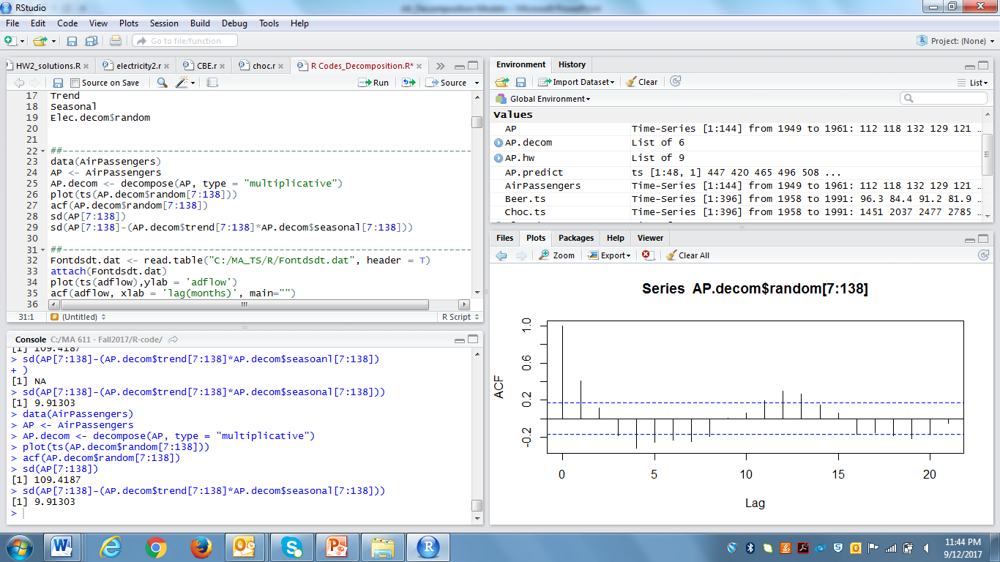 RStudio
File Edit Code View Plots Session Build Debug Tools Help
Go to file/function
Project: (None)
HW2_solutions.R electricity2.r CBE.r choc.r R Codes_Decomposition.R*
Source on Save Run Source
17 Trend
18 Seasonal
19 Elec.decom$random
20
21
22 ##----------------------------------------------------------------------
23 data(AirPassengers)
24 AP <- AirPassengers
25 AP.decom <- decompose(AP, type = "multiplicative")
26 plot(ts(AP.decom$random[7:138]))
27 acf(AP.decom$random[7:138])
28 sd(AP[7:138])
29 sd(AP[7:138]-(AP.decom$trend[7:138]*AP.decom$seasonal[7:138]))
30
31 ##----------------------------------------------------------------------
32 Fontdsdt.dat <- read.table("C:/MA_TS/R/Fontdsdt.dat", header = T)
33 attach(Fontdsdt.dat)
34 plot(ts(adflow),ylab = 'adflow')
35 acf(adflow, xlab = 'lag(months)', main="")
36
31:1 # (Untitled) R Script
Console C:/MA 611 - Fall2017/R-code/
[1] 109.4187
> sd(AP[7:138]-(AP.decom$trend[7:138]*AP.decom$seasoanl[7:138])
+ )
[1] NA
> sd(AP[7:138]-(AP.decom$trend[7:138]*AP.decom$seasonal[7:138]))
[1] 9.91303
> data(AirPassengers)
> AP <- AirPassengers
> AP.decom <- decompose(AP, type = "multiplicative")
> plot(ts(AP.decom$random[7:138]))
> acf(AP.decom$random[7:138])
> sd(AP[7:138])
[1] 109.4187
> sd(AP[7:138]-(AP.decom$trend[7:138]*AP.decom$seasonal[7:138]))
[1] 9.91303
>
Environment History
Import Dataset Clear List
Global Environment
Values
AP Time-Series [1:144] from 1949 to 1961: 112 118 132 129 121 …
AP.decom List of 6
AP.hw List of 9
AP.predict ts [1:48, 1] 447 420 465 496 508 ...
AirPassengers Time-Series [1:144] from 1949 to 1961: 112 118 132 129 121 …
Beer.ts Time-Series [1:396] from 1958 to 1991: 96.3 84.4 91.2 81.9 …
Choc.ts Time-Series [1:396] from 1958 to 1991: 1451 2037 2477 2785 …
Files Plots Packages Help Viewer
Zoom Export Clear All
Series AP.decom$random[7:138]
ACF
1.0
0.6
0.2
-0.2
0 5 10 15 20
Lag
11:44 PM
9/12/2017